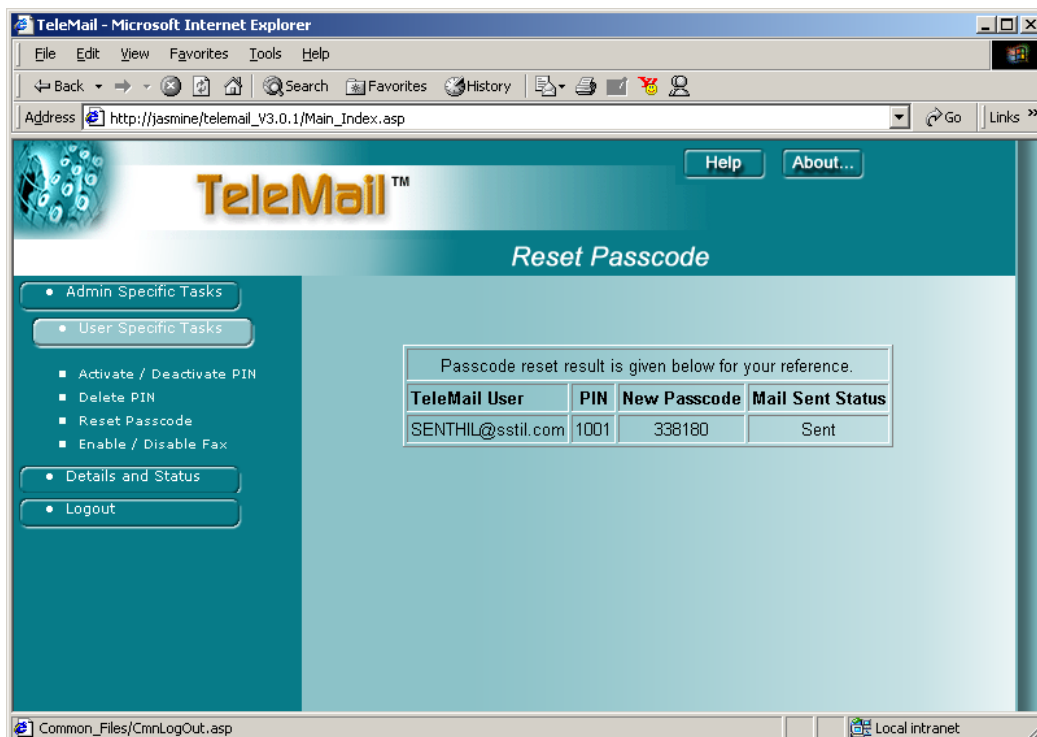 TeleMail - Microsoft Internet Explorer
File Edit View Favorites Tools Help
Back Search Favorites History
Address http://jasmine/telemail_V3.0.1/Main_Index.asp Go Links »
Help About...
TeleMail™
Reset Passcode
Admin Specific Tasks
User Specific Tasks
Activate / Deactivate PIN
Delete PIN
Reset Passcode
Enable / Disable Fax
Details and Status
Logout
Passcode reset result is given below for your reference.
TeleMail User PIN New Passcode Mail Sent Status
SENTHIL@sstil.com 1001 338180 Sent
Common_Files/CmnLogOut.asp Local intranet